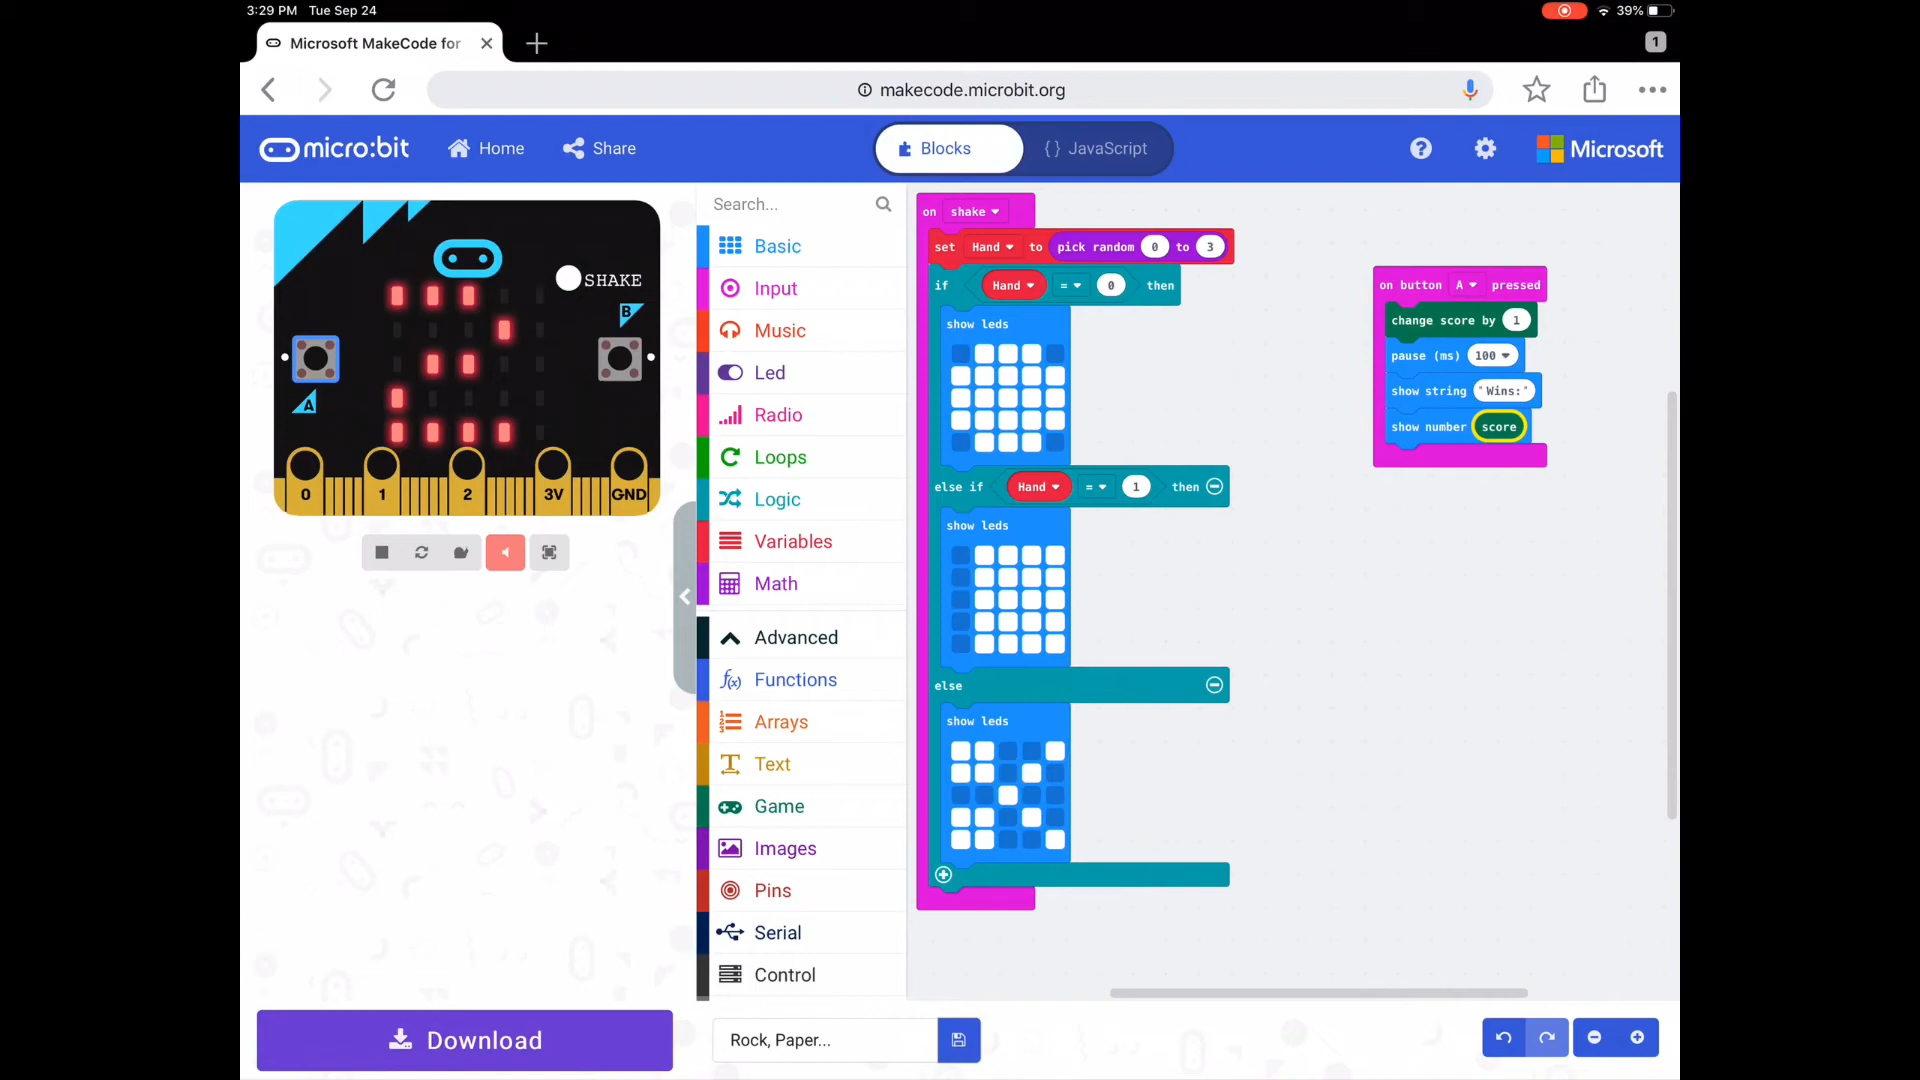 3:29 PM Tue Sep 24
39%
Microsoft MakeCode for
1
makecode.microbit.org
micro:bit
Home
Share
Blocks
{ } JavaScript
Microsoft
SHAKE
B
A
0
1
2
3V
GND
Download
Search...
Basic
Input
Music
Led
Radio
Loops
Logic
Variables
Math
Advanced
f(x) Functions
Arrays
Text
Game
Images
Pins
Serial
Control
Rock, Paper...
on shake
set Hand to pick random 0 to 3
if Hand = 0 then
show leds
else if Hand = 1 then
show leds
else
show leds
on button A pressed
change score by 1
pause (ms) 100
show string "Wins:"
show number score